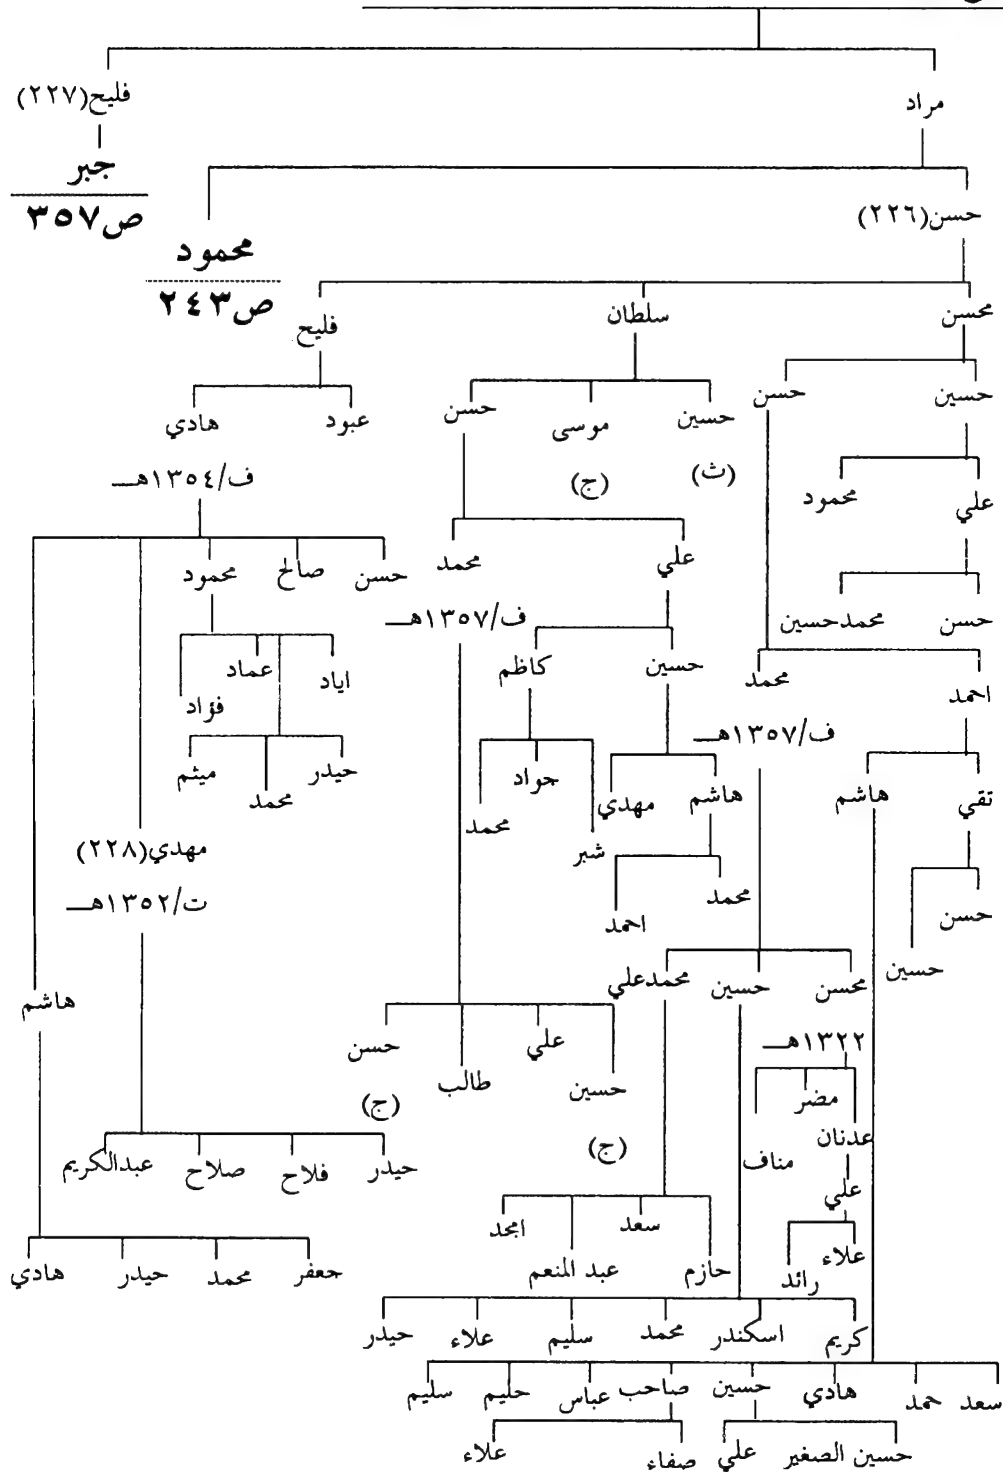 فليح(٢٢٧) مراد
جبر
ص٣٥٧
حسن(٢٢٦)
محمود
ص٢٤٣
محسن سلطان فليح
حسين حسن حسين موسى حسن عبود هادي
(ث) (ج) ف/١٣٥٤هـ
علي محمود
علي محمد حسن صالح محمود
ف/١٣٥٧هـ
حسن محمدحسين
حسين كاظم اياد عماد فؤاد
احمد محمد
ف/١٣٥٧هـ
حيدر محمد ميثم
تقي هاشم هاشم مهدي شبر جواد محمد
مهدي(٢٢٨)
ت/١٣٥٢هـ
حسن حسين محمد احمد
محسن حسين محمدعلي هاشم
١٣٢٢هـ
حسين علي طالب حسن
(ج) (ج)
عدنان مضر مناف
حيدر فلاح صلاح عبدالكريم
علي
علاء رائد
حازم سعد عبد المنعم امجد
جعفر محمد حيدر هادي
كريم اسكندر محمد سليم علاء حيدر
سعد حمد هادي حسين صاحب عباس حليم سليم
حسين الصغير علي صفاء علاء